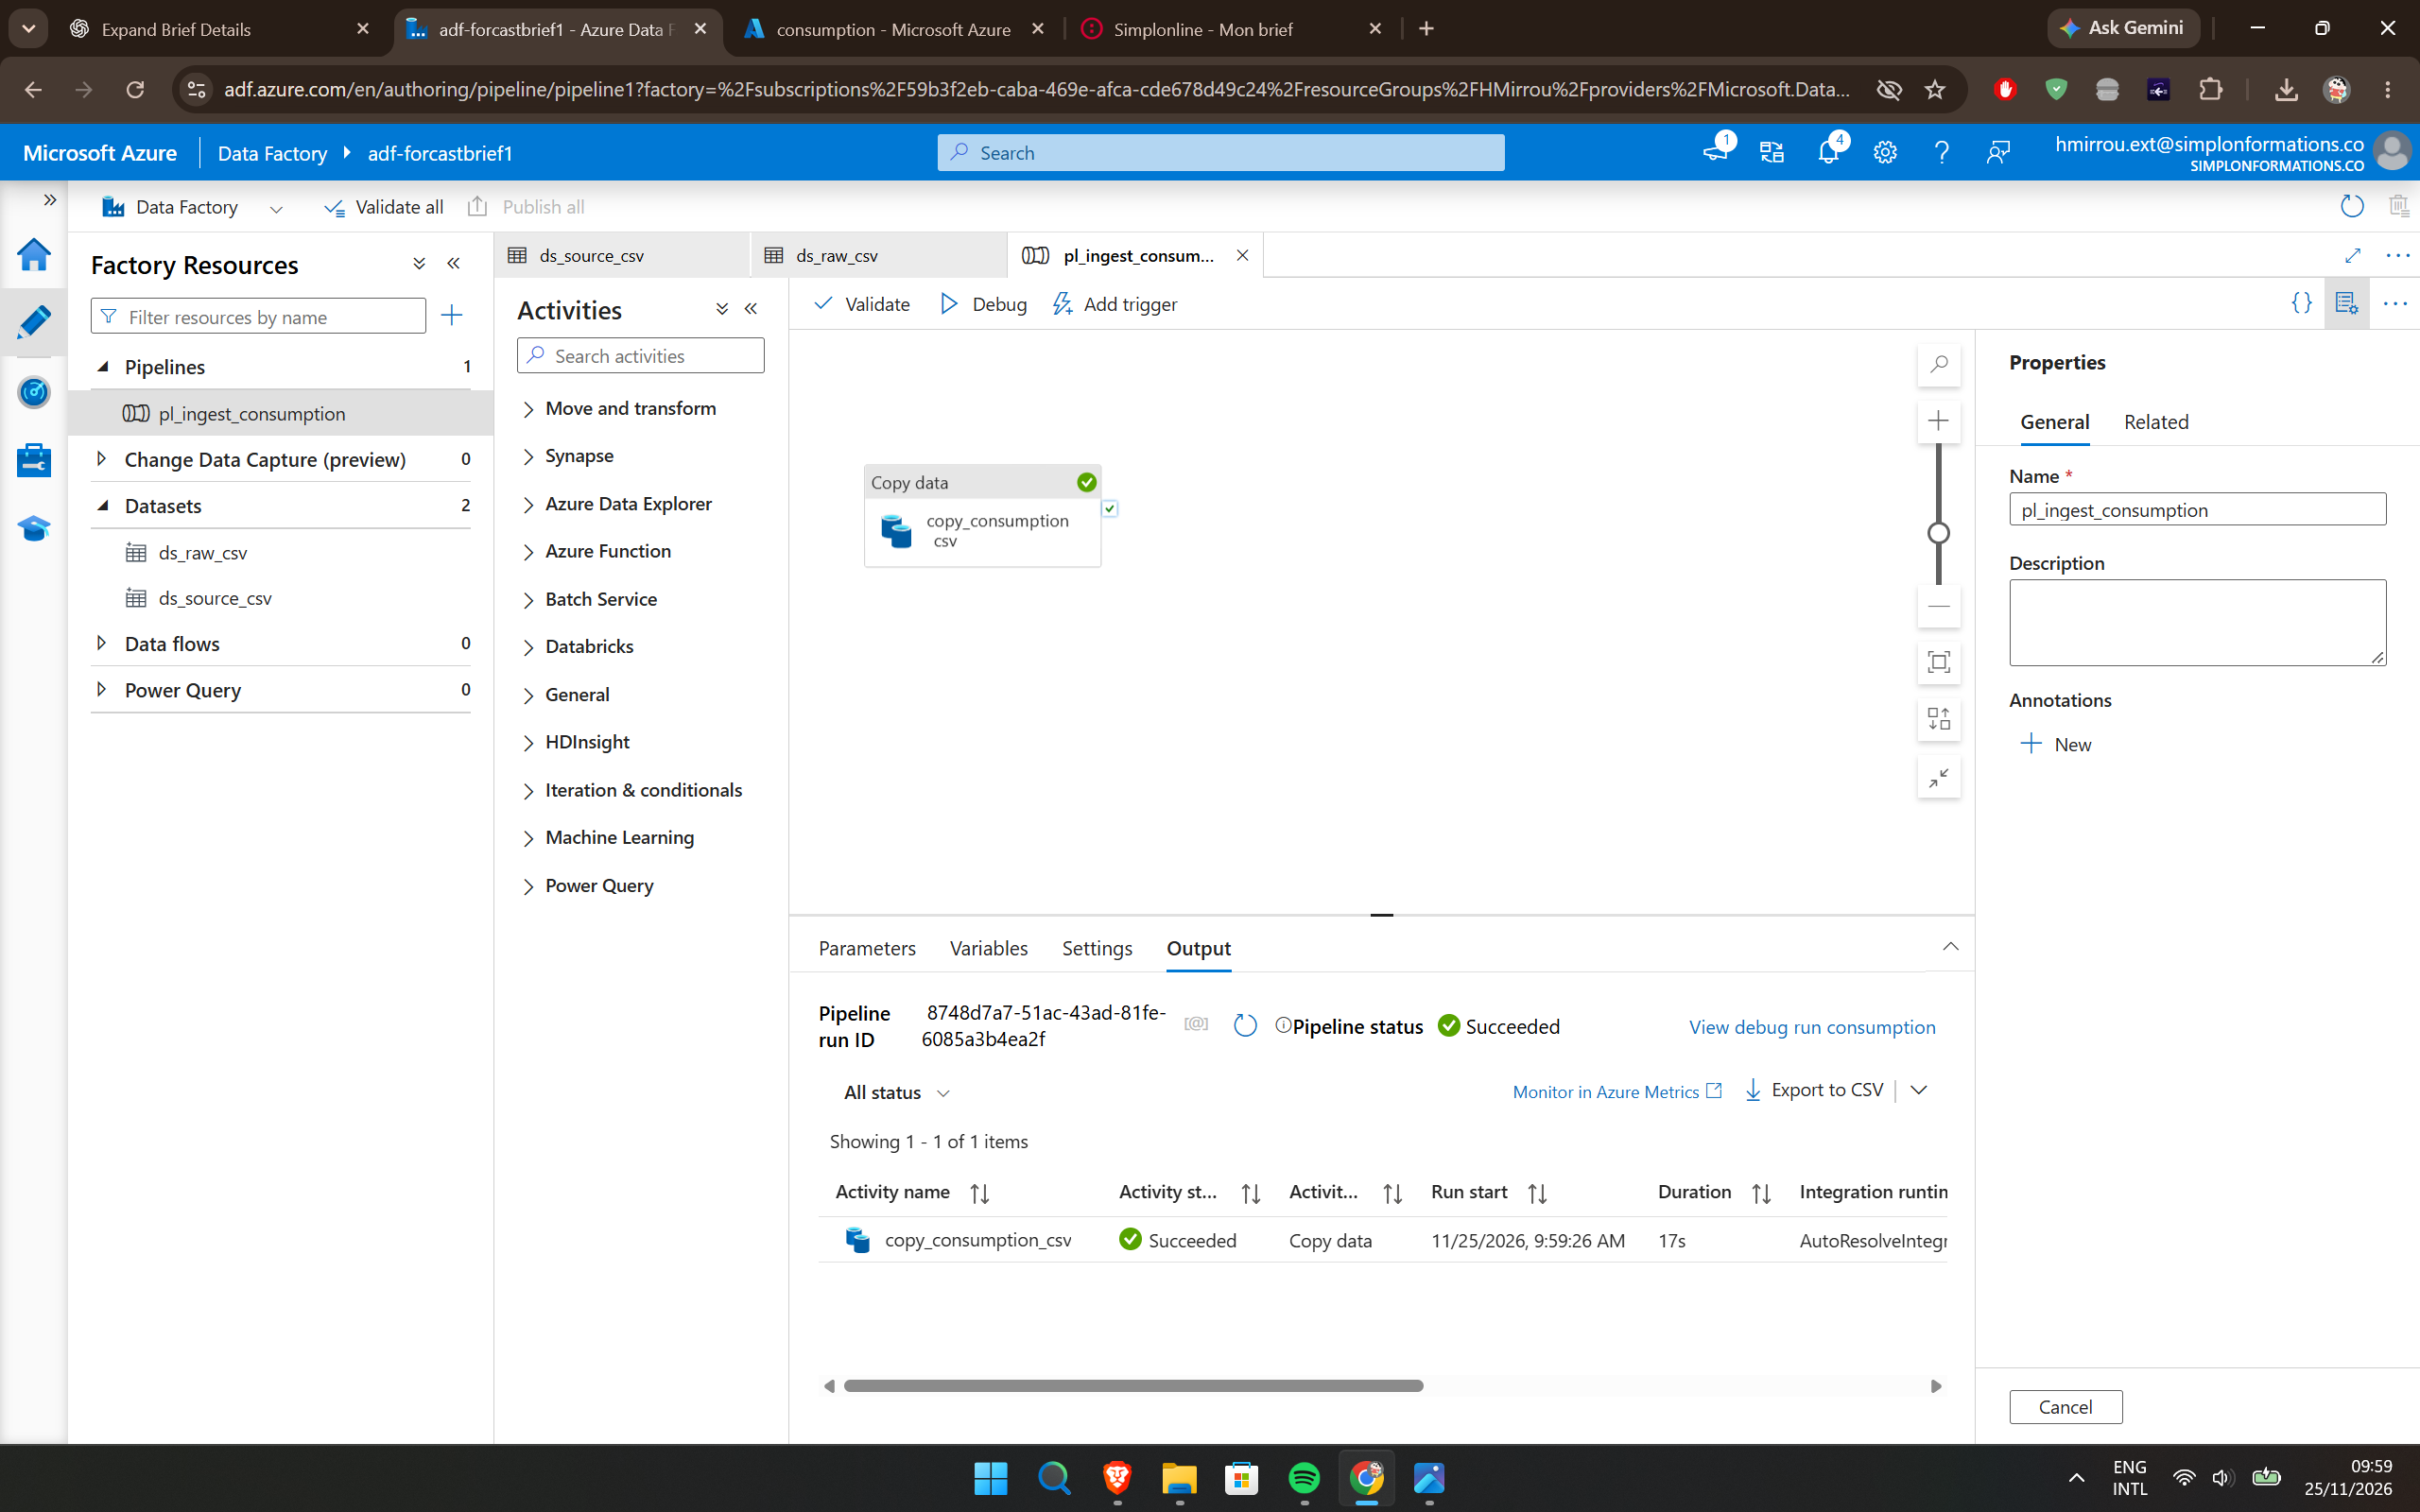 Expand Brief Details
adf-forcastbrief1 - Azure Data F
consumption - Microsoft Azure
Simplonline - Mon brief
Ask Gemini
adf.azure.com/en/authoring/pipeline/pipeline1?factory=%2Fsubscriptions%2F59b3f2eb-caba-469e-afca-cde678d49c24%2FresourceGroups%2FHMirrou%2Fproviders%2FMicrosoft.Data...
Microsoft Azure
Data Factory
adf-forcastbrief1
Search
1
4
hmirrou.ext@simplonformations.co
SIMPLONFORMATIONS.CO
Data Factory
Validate all
Publish all
Factory Resources
Filter resources by name
Pipelines 1
pl_ingest_consumption
Change Data Capture (preview) 0
Datasets 2
ds_raw_csv
ds_source_csv
Data flows 0
Power Query 0
ds_source_csv
ds_raw_csv
pl_ingest_consum...
Activities
Search activities
Move and transform
Synapse
Azure Data Explorer
Azure Function
Batch Service
Databricks
General
HDInsight
Iteration & conditionals
Machine Learning
Power Query
Validate
Debug
Add trigger
Copy data
copy_consumption
_csv
Parameters
Variables
Settings
Output
Pipeline
run ID
8748d7a7-51ac-43ad-81fe-
6085a3b4ea2f
[@]
Pipeline status
Succeeded
View debug run consumption
All status
Monitor in Azure Metrics
Export to CSV
Showing 1 - 1 of 1 items
Activity name
Activity st...
Activit...
Run start
Duration
Integration runtin
copy_consumption_csv
Succeeded
Copy data
11/25/2026, 9:59:26 AM
17s
AutoResolveIntegr
Properties
General
Related
Name *
pl_ingest_consumption
Description
Annotations
New
Cancel
ENG
INTL
09:59
25/11/2026